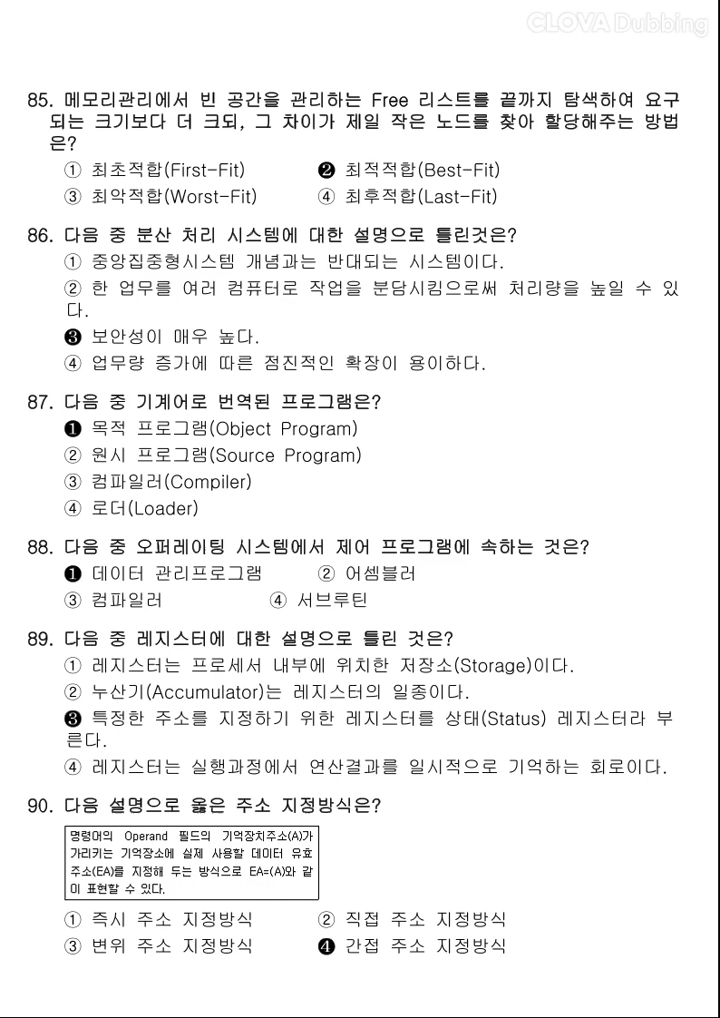 CLOVA Dubbing
85. 메모리관리에서 빈 공간을 관리하는 Free 리스트를 끝까지 탐색하여 요구
되는 크기보다 더 크되, 그 차이가 제일 작은 노드를 찾아 할당해주는 방법
은?
① 최초적합(First-Fit) ❷ 최적적합(Best-Fit)
③ 최악적합(Worst-Fit) ④ 최후적합(Last-Fit)
86. 다음 중 분산 처리 시스템에 대한 설명으로 틀린것은?
① 중앙집중형시스템 개념과는 반대되는 시스템이다.
② 한 업무를 여러 컴퓨터로 작업을 분담시킴으로써 처리량을 높일 수 있
다.
❸ 보안성이 매우 높다.
④ 업무량 증가에 따른 점진적인 확장이 용이하다.
87. 다음 중 기계어로 번역된 프로그램은?
❶ 목적 프로그램(Object Program)
② 원시 프로그램(Source Program)
③ 컴파일러(Compiler)
④ 로더(Loader)
88. 다음 중 오퍼레이팅 시스템에서 제어 프로그램에 속하는 것은?
❶ 데이터 관리프로그램 ② 어셈블러
③ 컴파일러 ④ 서브루틴
89. 다음 중 레지스터에 대한 설명으로 틀린 것은?
① 레지스터는 프로세서 내부에 위치한 저장소(Storage)이다.
② 누산기(Accumulator)는 레지스터의 일종이다.
❸ 특정한 주소를 지정하기 위한 레지스터를 상태(Status) 레지스터라 부
른다.
④ 레지스터는 실행과정에서 연산결과를 일시적으로 기억하는 회로이다.
90. 다음 설명으로 옳은 주소 지정방식은?
명령어의 Operand 필드의 기억장치주소(A)가
가리키는 기억장소에 실제 사용할 데이터 유효
주소(EA)를 지정해 두는 방식으로 EA=(A)와 같
이 표현할 수 있다.
① 즉시 주소 지정방식 ② 직접 주소 지정방식
③ 변위 주소 지정방식 ❹ 간접 주소 지정방식